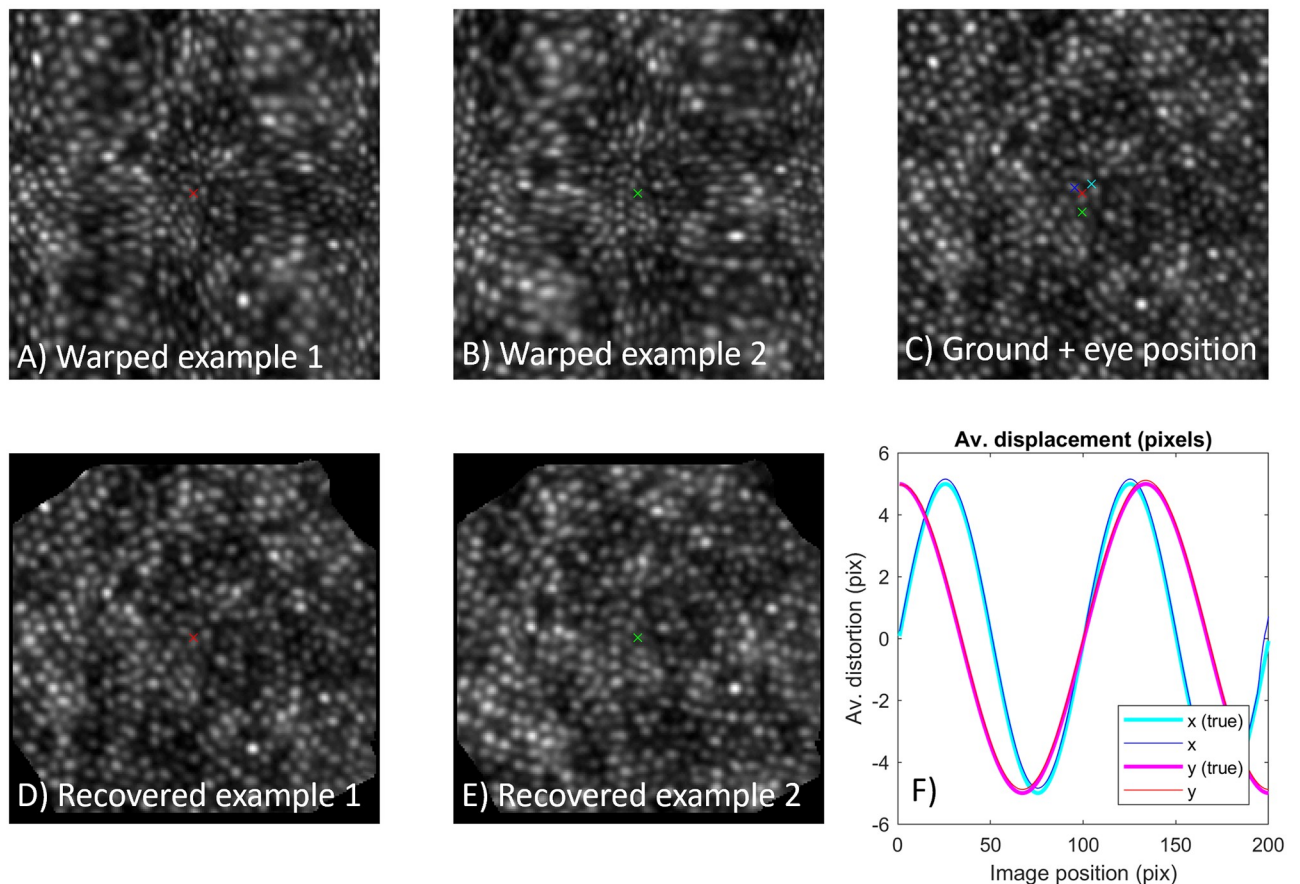 A) Warped example 1
B) Warped example 2
C) Ground + eye position
D) Recovered example 1
E) Recovered example 2
Av. displacement (pixels)
Av. distortion (pix)
6
4
2
0
-2
-4
-6
x (true)
x
y (true)
y
F)
0
50
100
150
200
Image position (pix)